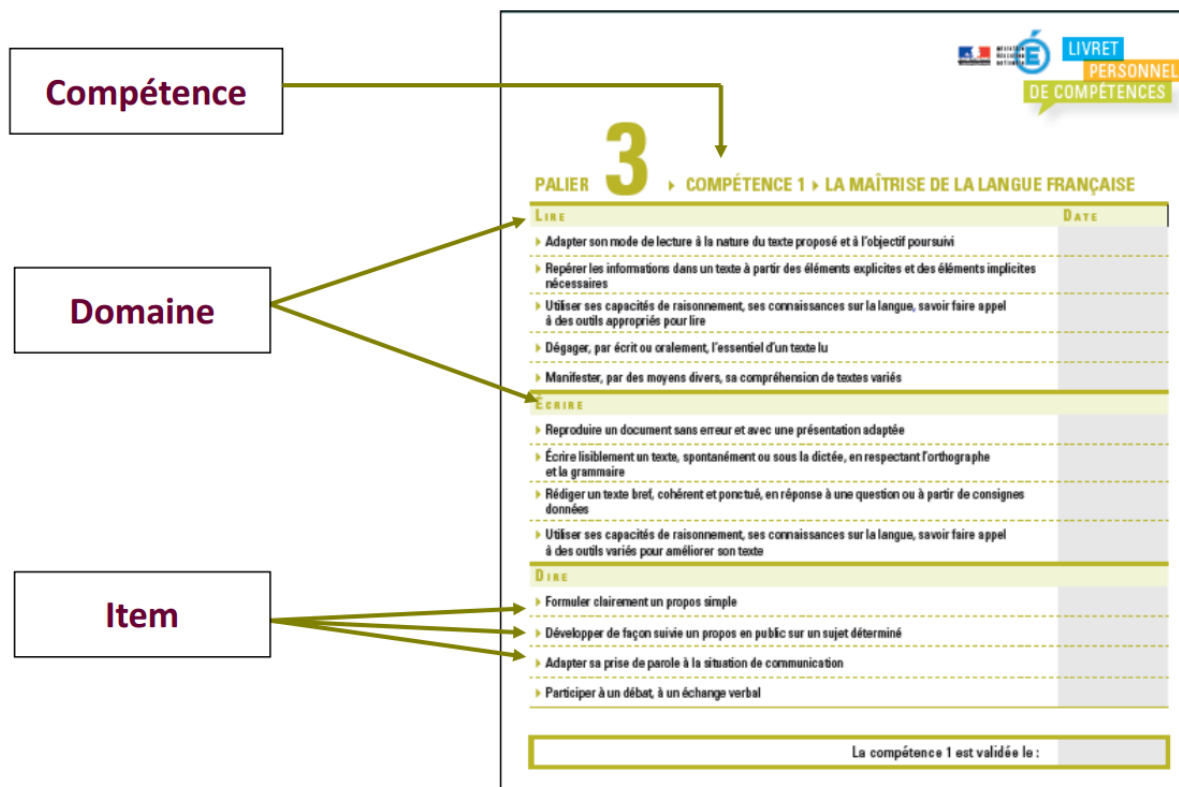 Compétence
Domaine
Item
É
LIVRET
PERSONNEL
DE COMPÉTENCES
PALIER 3 COMPÉTENCE 1 LA MAÎTRISE DE LA LANGUE FRANÇAISE
LIRE DATE
Adapter son mode de lecture à la nature du texte proposé et à l'objectif poursuivi
Repérer les informations dans un texte à partir des éléments explicites et des éléments implicites
nécessaires
Utiliser ses capacités de raisonnement, ses connaissances sur la langue, savoir faire appel
à des outils appropriés pour lire
Dégager, par écrit ou oralement, l'essentiel d'un texte lu
Manifester, par des moyens divers, sa compréhension de textes variés
ÉCRIRE
Reproduire un document sans erreur et avec une présentation adaptée
Écrire lisiblement un texte, spontanément ou sous la dictée, en respectant l'orthographe
et la grammaire
Rédiger un texte bref, cohérent et ponctué, en réponse à une question ou à partir de consignes
données
Utiliser ses capacités de raisonnement, ses connaissances sur la langue, savoir faire appel
à des outils variés pour améliorer son texte
DIRE
Formuler clairement un propos simple
Développer de façon suivie un propos en public sur un sujet déterminé
Adapter sa prise de parole à la situation de communication
Participer à un débat, à un échange verbal
La compétence 1 est validée le :